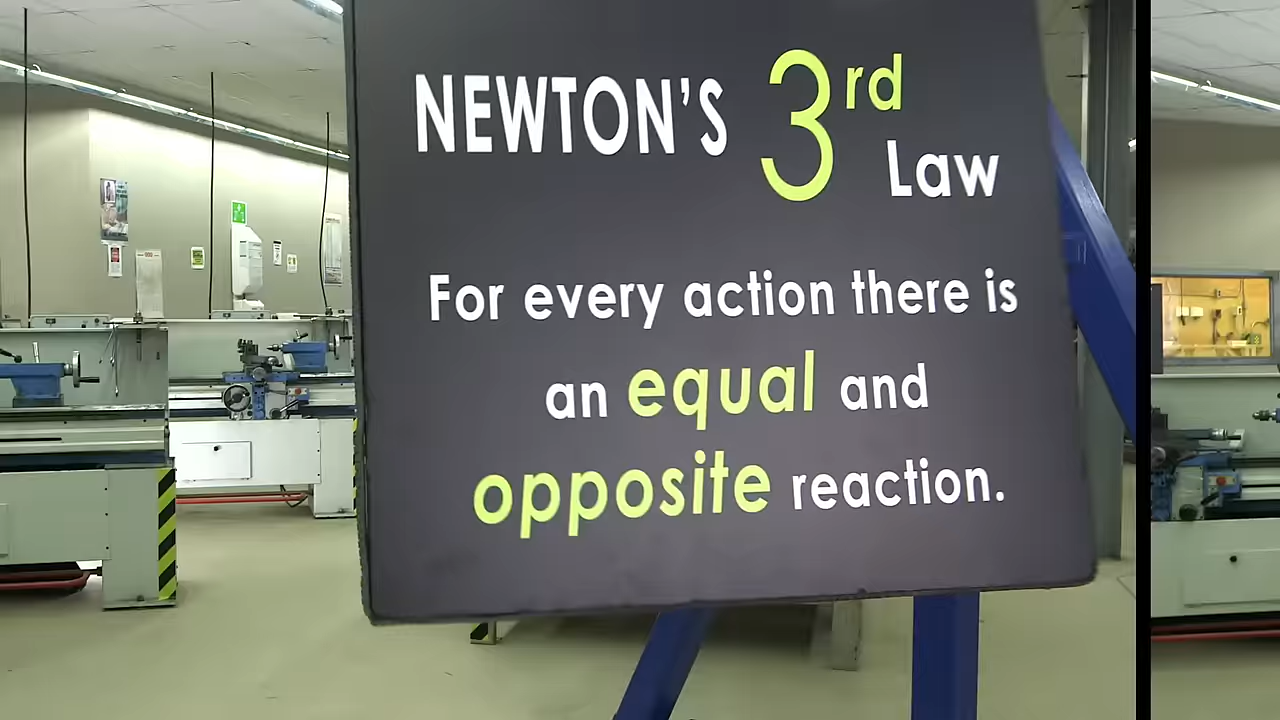 NEWTON'S 3rd Law
For every action there is
an equal and
opposite reaction.